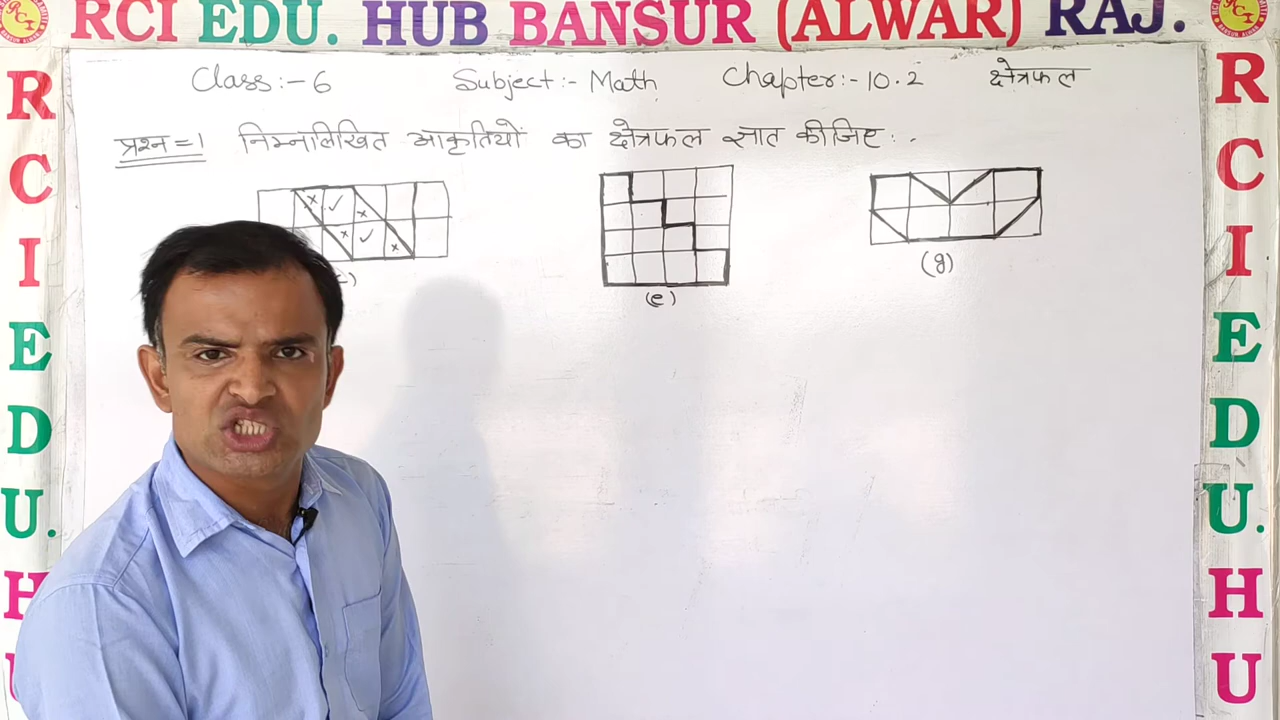 RCI EDU. HUB BANSUR (ALWAR) RAJ.
Class:- 6 Subject:- Math Chapter:- 10.2 क्षेत्रफल
प्रश्न=1 निम्नलिखित आकृतियों का क्षेत्रफल ज्ञात कीजिए:.
(e)
(g)
R C I E D U. H U
R C I E D U. H U